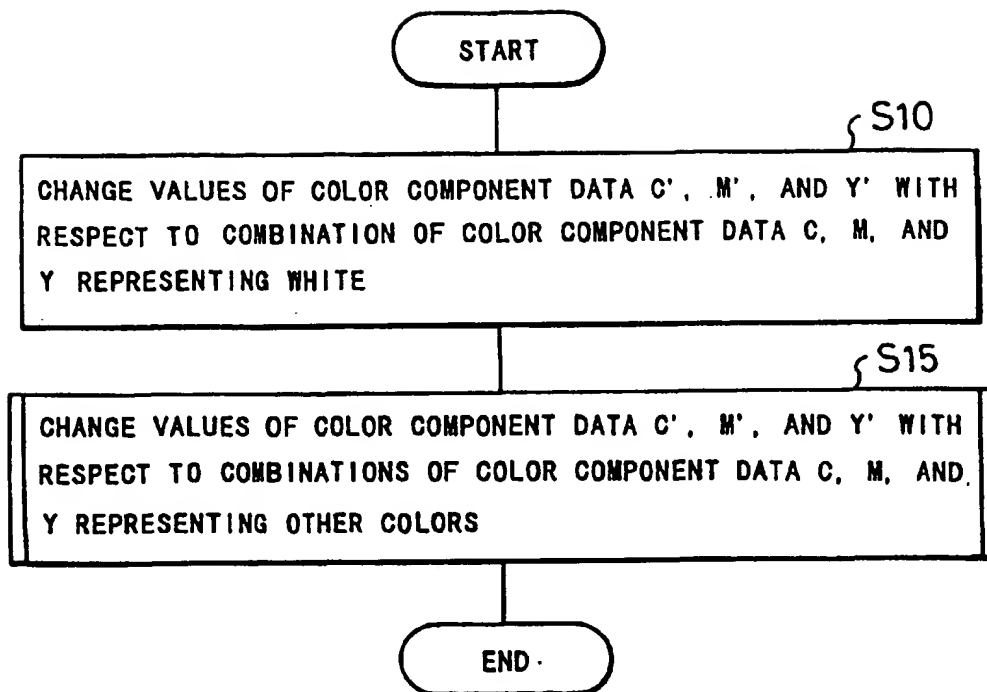 START
S10
CHANGE VALUES OF COLOR COMPONENT DATA C', M', AND Y' WITH
RESPECT TO COMBINATION OF COLOR COMPONENT DATA C, M, AND
Y REPRESENTING WHITE
S15
CHANGE VALUES OF COLOR COMPONENT DATA C', M', AND Y' WITH
RESPECT TO COMBINATIONS OF COLOR COMPONENT DATA C, M, AND
Y REPRESENTING OTHER COLORS
END